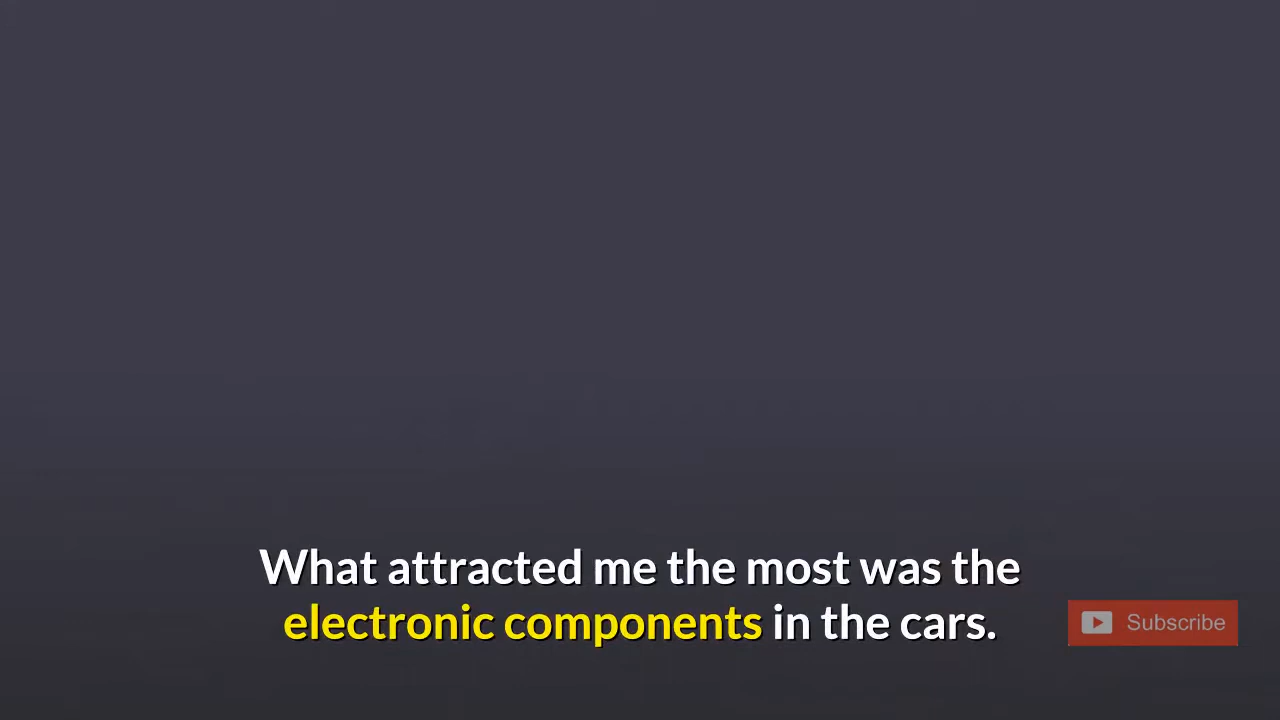 What attracted me the most was the
electronic components in the cars.
Subscribe